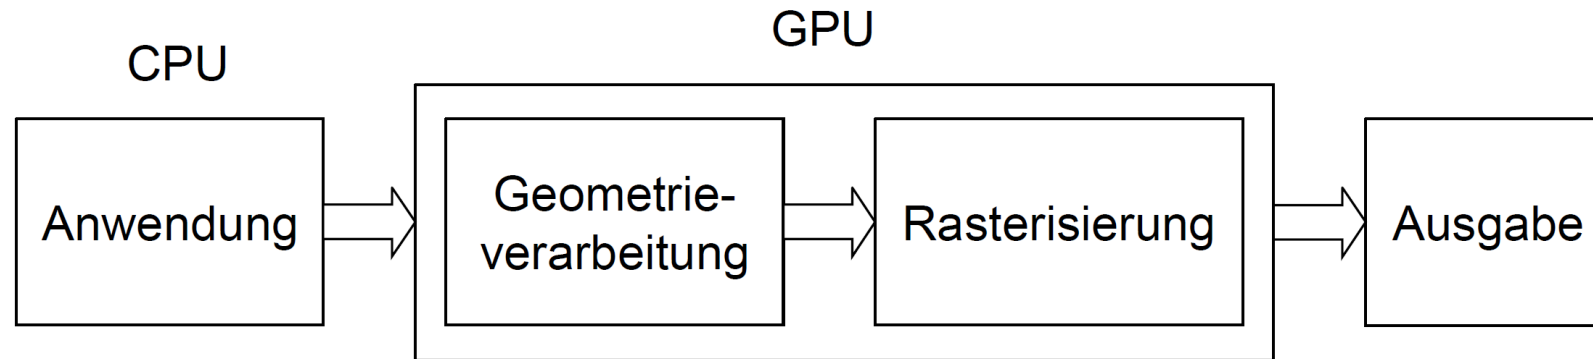 CPU
GPU
Anwendung
Geometrie-
verarbeitung
Rasterisierung
Ausgabe